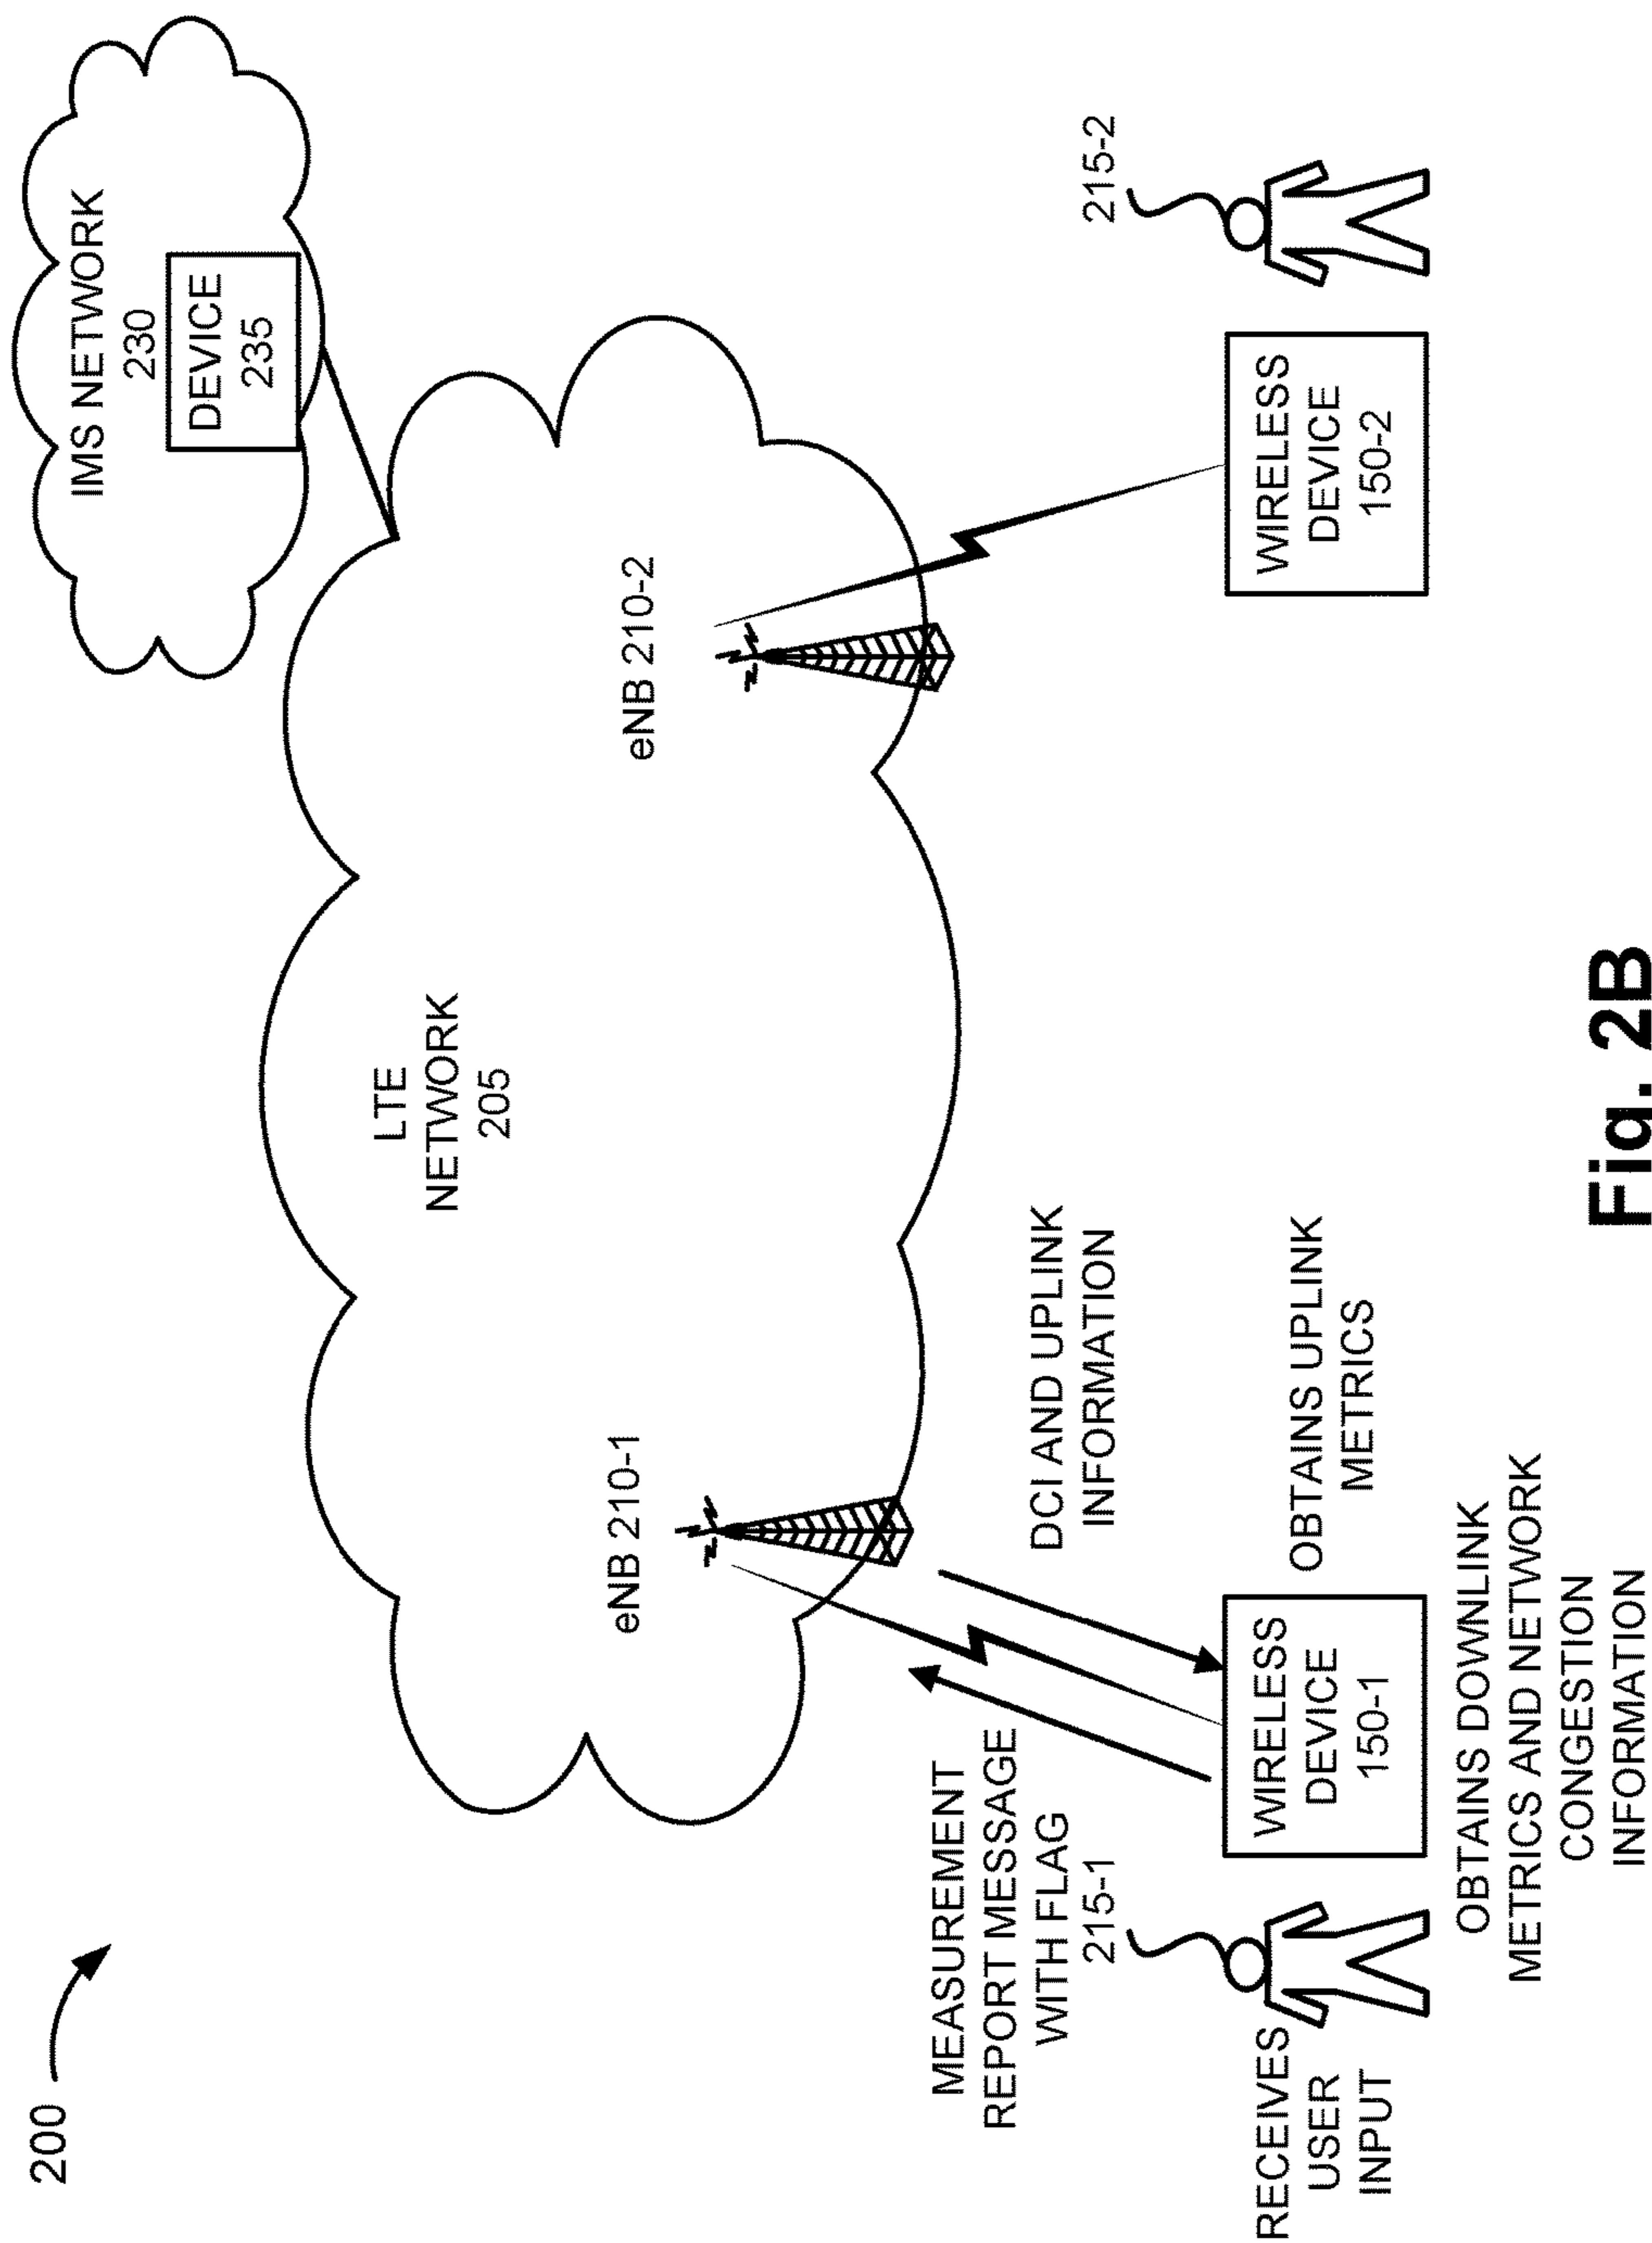 200
IMS NETWORK
230
DEVICE
235
LTE
NETWORK
205
eNB 210-1
eNB 210-2
MEASUREMENT
REPORT MESSAGE
WITH FLAG
215-1
DCI AND UPLINK
INFORMATION
215-2
RECEIVES
USER
INPUT
WIRELESS
DEVICE
150-1
OBTAINS UPLINK
METRICS
WIRELESS
DEVICE
150-2
OBTAINS DOWNLINK
METRICS AND NETWORK
CONGESTION
INFORMATION
Fig. 2B